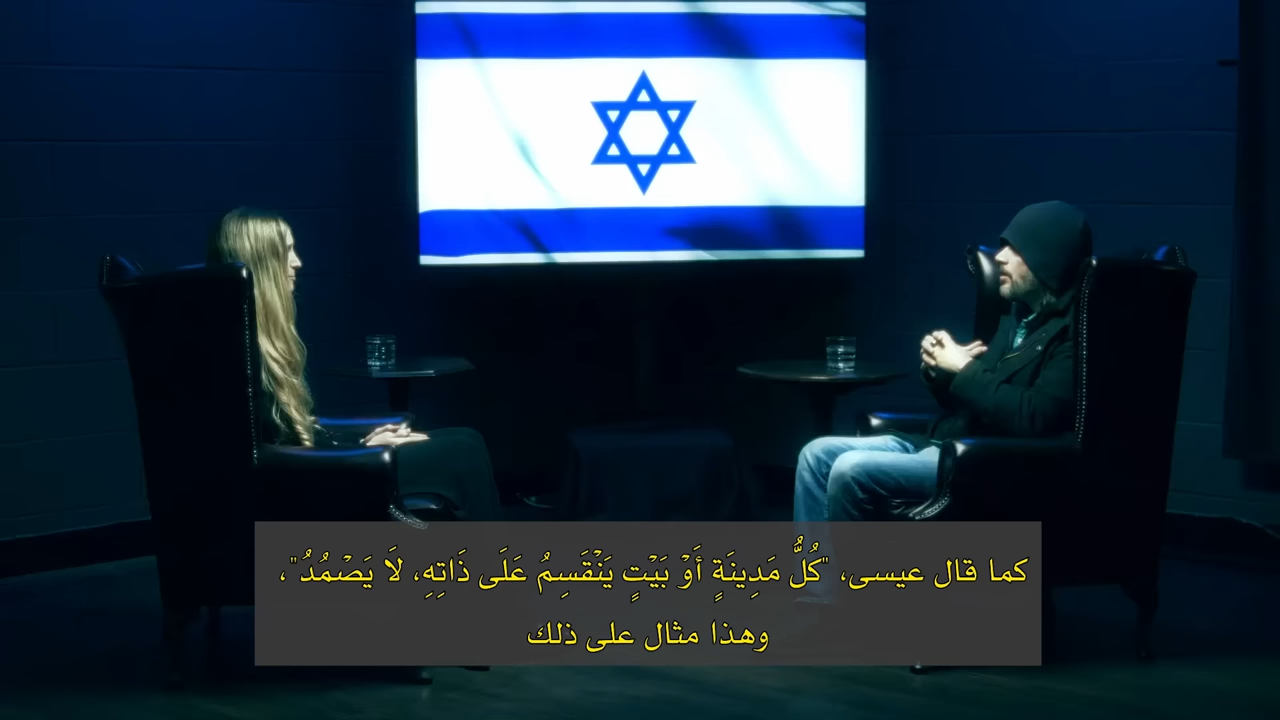 كما قال عيسى، "كُلُّ مَدِينَةٍ أَوْ بَيْتٍ يَنْقَسِمُ عَلَى ذَاتِهِ، لاَ يَصْمُدُ"،
وهذا مثال على ذلك